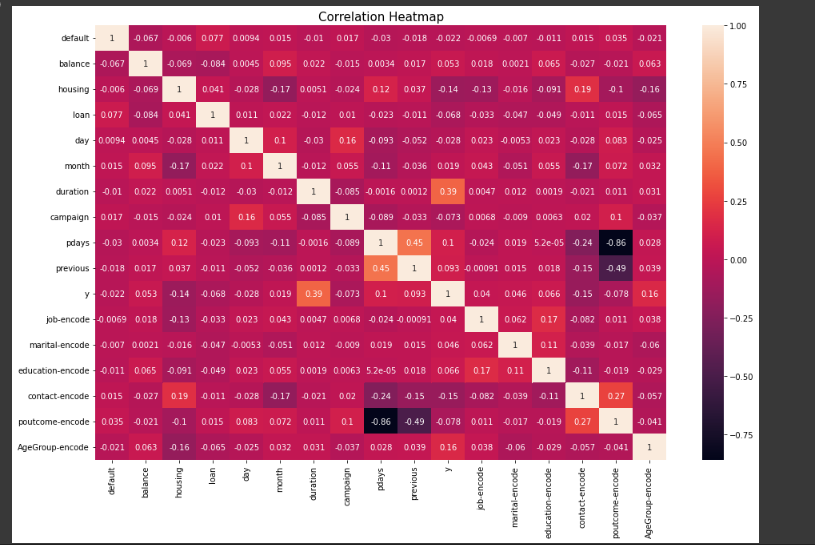 Correlation Heatmap
default 1 -0.067 -0.006 0.077 0.0094 0.015 -0.01 0.017 -0.03 -0.018 -0.022 -0.0069 -0.007 -0.011 0.015 0.035 -0.021
balance -0.067 1 -0.069 -0.084 0.0045 0.095 0.022 -0.015 0.0034 0.017 0.053 0.018 0.0021 0.065 -0.027 -0.021 0.063
housing -0.006 -0.069 1 0.041 -0.028 -0.17 0.0051 -0.024 0.12 0.037 -0.14 -0.13 -0.016 -0.091 0.19 -0.1 -0.16
loan 0.077 -0.084 0.041 1 0.011 0.022 -0.012 0.01 -0.023 -0.011 -0.068 -0.033 -0.047 -0.049 -0.011 0.015 -0.065
day 0.0094 0.0045 -0.028 0.011 1 0.1 -0.03 0.16 -0.093 -0.052 -0.028 0.023 -0.0053 0.023 -0.028 0.083 -0.025
month 0.015 0.095 -0.17 0.022 0.1 1 -0.012 0.055 -0.11 -0.036 0.019 0.043 -0.051 0.055 -0.17 0.072 0.032
duration -0.01 0.022 0.0051 -0.012 -0.03 -0.012 1 -0.085 -0.0016 0.0012 0.39 0.0047 0.012 0.0019 -0.021 0.011 0.031
campaign 0.017 -0.015 -0.024 0.01 0.16 0.055 -0.085 1 -0.089 -0.033 -0.073 0.0068 -0.009 0.0063 0.02 0.1 -0.037
pdays -0.03 0.0034 0.12 -0.023 -0.093 -0.11 -0.0016 -0.089 1 0.45 0.1 -0.024 0.019 5.2e-05 -0.24 -0.86 0.028
previous -0.018 0.017 0.037 -0.011 -0.052 -0.036 0.0012 -0.033 0.45 1 0.093 -0.00091 0.015 0.018 -0.15 -0.49 0.039
y -0.022 0.053 -0.14 -0.068 -0.028 0.019 0.39 -0.073 0.1 0.093 1 0.04 0.046 0.066 -0.15 -0.078 0.16
job-encode -0.0069 0.018 -0.13 -0.033 0.023 0.043 0.0047 0.0068 -0.024 -0.00091 0.04 1 0.062 0.17 -0.082 0.011 0.038
marital-encode -0.007 0.0021 -0.016 -0.047 -0.0053 -0.051 0.012 -0.009 0.019 0.015 0.046 0.062 1 0.11 -0.039 -0.017 -0.06
education-encode -0.011 0.065 -0.091 -0.049 0.023 0.055 0.0019 0.0063 5.2e-05 0.018 0.066 0.17 0.11 1 -0.11 -0.019 -0.029
contact-encode 0.015 -0.027 0.19 -0.011 -0.028 -0.17 -0.021 0.02 -0.24 -0.15 -0.15 -0.082 -0.039 -0.11 1 0.27 -0.057
poutcome-encode 0.035 -0.021 -0.1 0.015 0.083 0.072 0.011 0.1 -0.86 -0.49 -0.078 0.011 -0.017 -0.019 0.27 1 -0.041
AgeGroup-encode -0.021 0.063 -0.16 -0.065 -0.025 0.032 0.031 -0.037 0.028 0.039 0.16 0.038 -0.06 -0.029 -0.057 -0.041 1
default balance housing loan day month duration campaign pdays previous y job-encode marital-encode education-encode contact-encode poutcome-encode AgeGroup-encode
1.00
0.75
0.50
0.25
0.00
−0.25
−0.50
−0.75